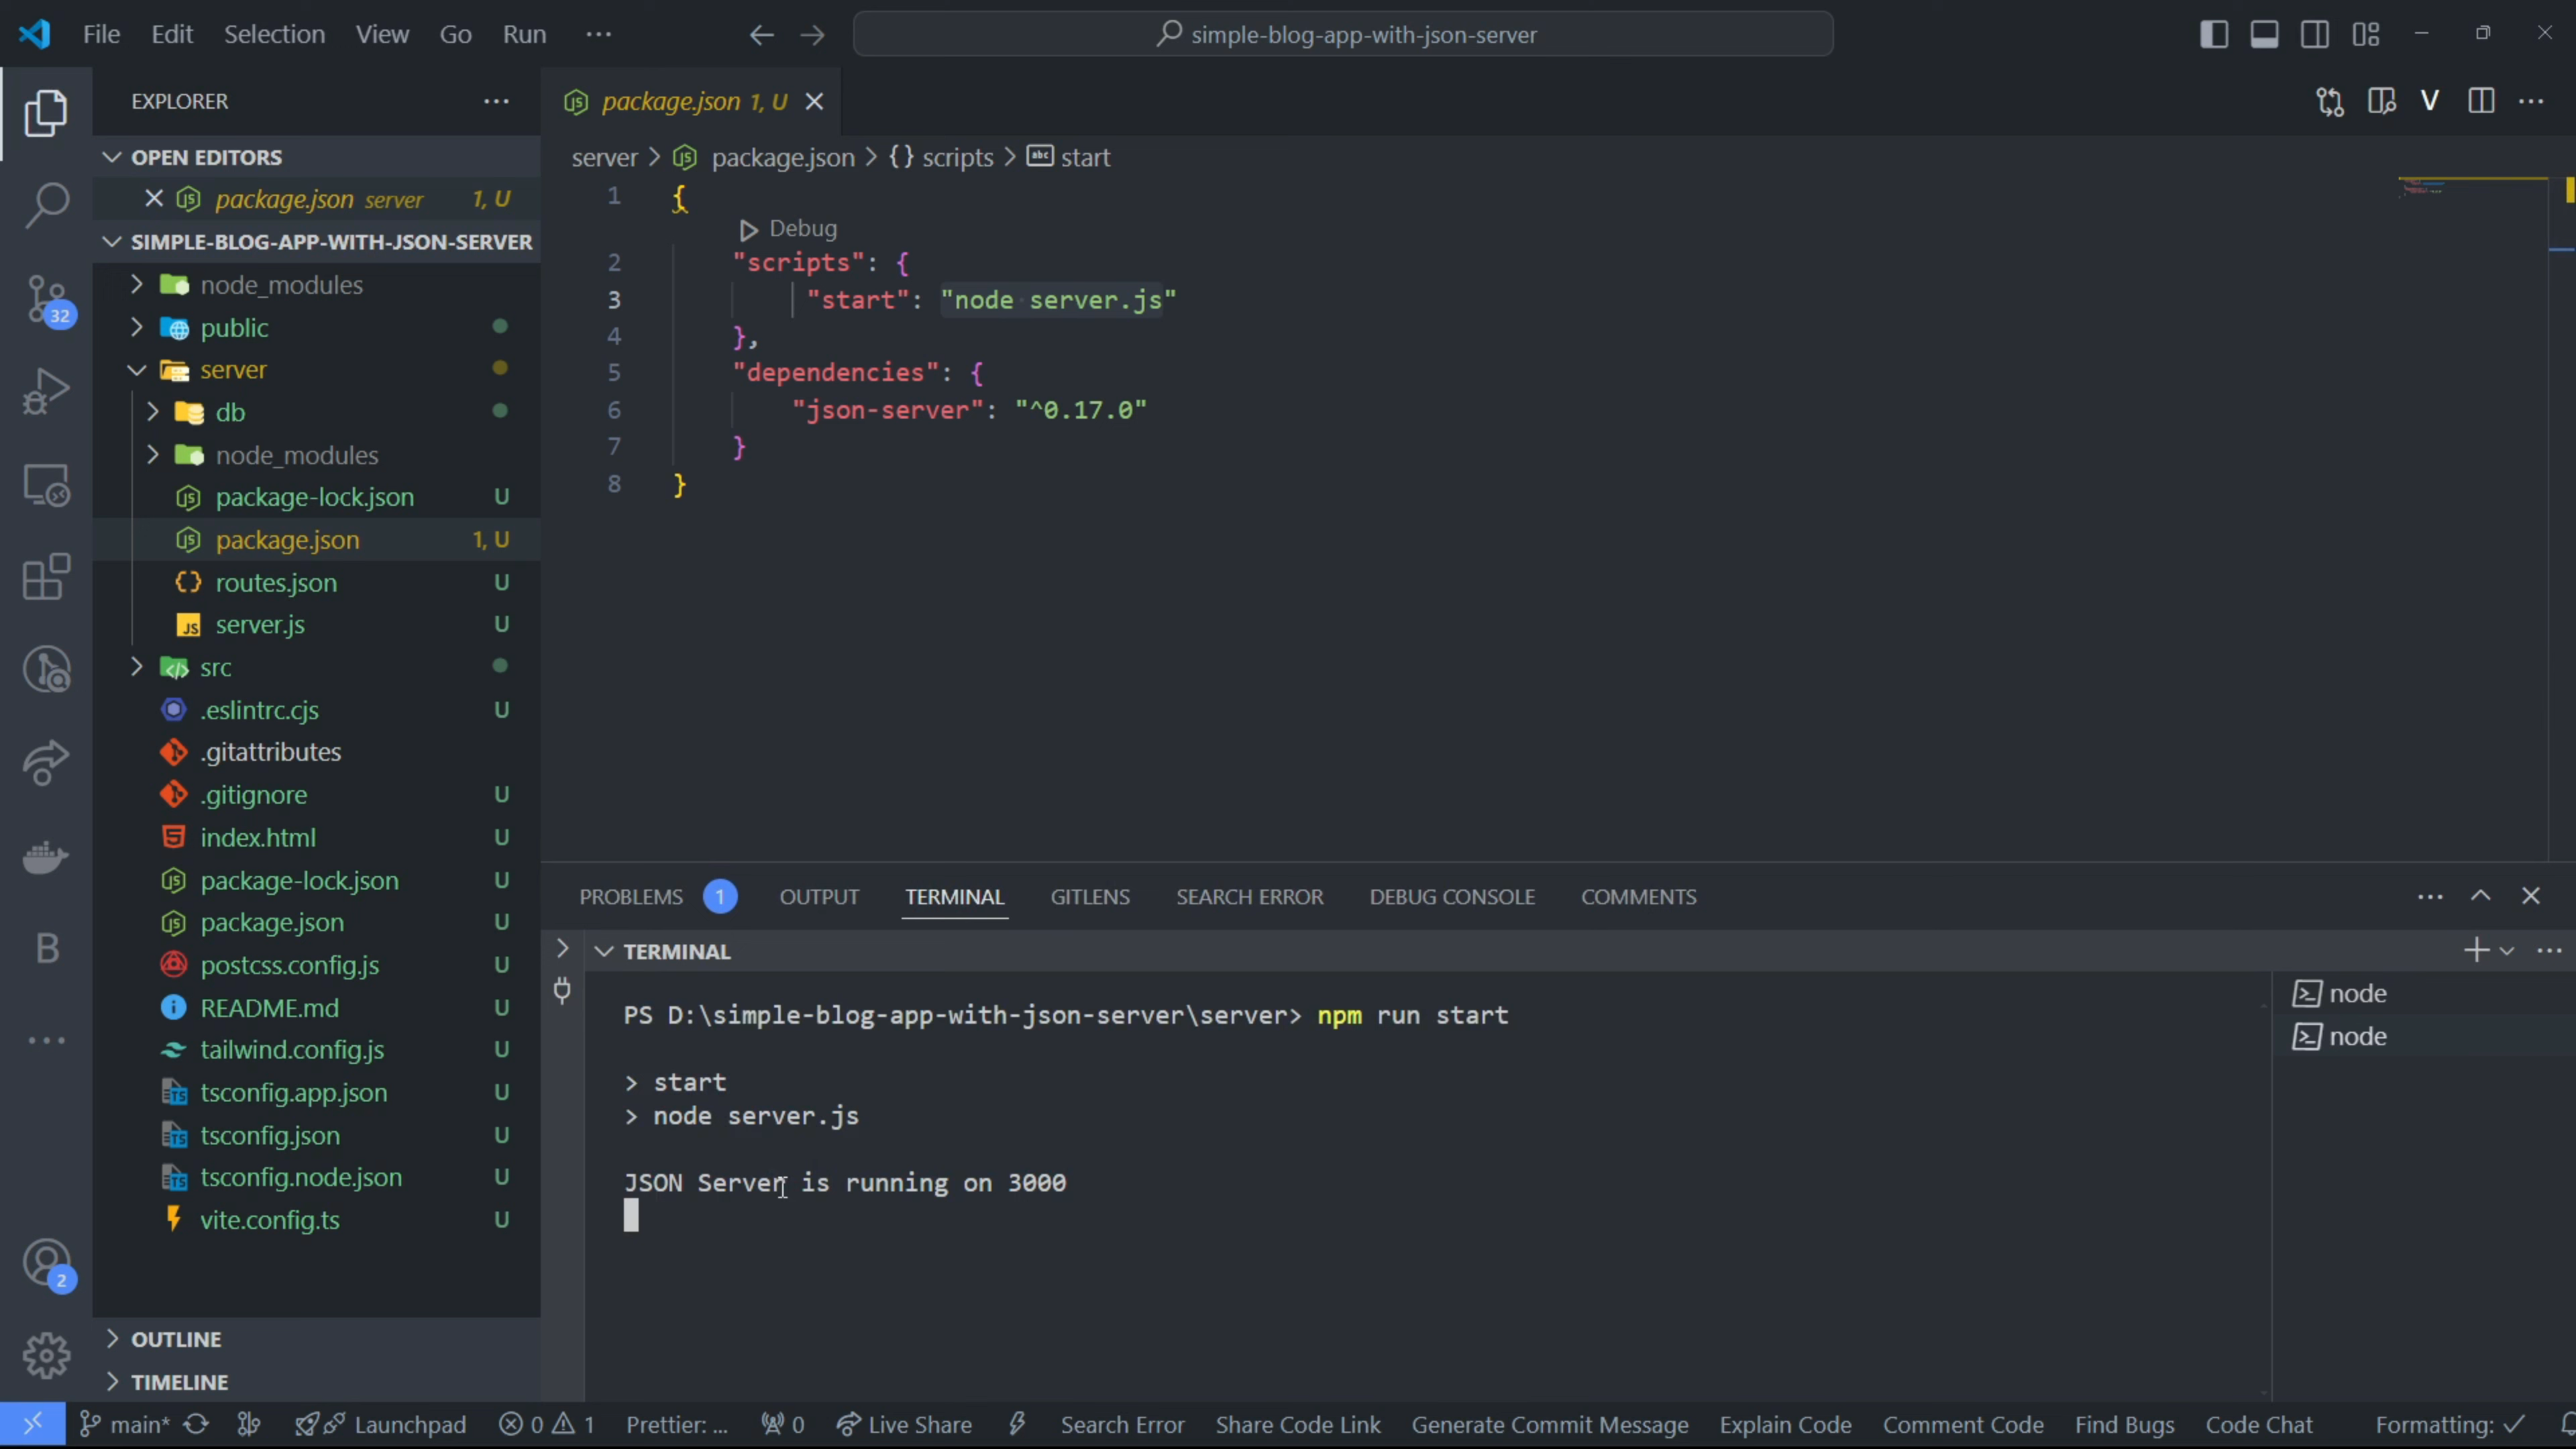 File Edit Selection View Go Run ···
simple-blog-app-with-json-server
EXPLORER
OPEN EDITORS
package.json server 1, U
SIMPLE-BLOG-APP-WITH-JSON-SERVER
node_modules
public
server
db
node_modules
package-lock.json U
package.json 1, U
routes.json U
server.js U
src
.eslintrc.cjs U
.gitattributes
.gitignore U
index.html U
package-lock.json U
package.json U
postcss.config.js U
README.md U
tailwind.config.js U
tsconfig.app.json U
tsconfig.json U
tsconfig.node.json U
vite.config.ts U
OUTLINE
TIMELINE
32
B
2
package.json 1, U
V
server > package.json > {} scripts > abc start
1 {
Debug
2 "scripts": {
3 "start": "node server.js"
4 },
5 "dependencies": {
6 "json-server": "^0.17.0"
7 }
8 }
PROBLEMS 1 OUTPUT TERMINAL GITLENS SEARCH ERROR DEBUG CONSOLE COMMENTS
TERMINAL
PS D:\simple-blog-app-with-json-server\server> npm run start
> start
> node server.js
JSON Server is running on 3000
node
node
main* Launchpad 0 1 Prettier: ... 0 Live Share Search Error Share Code Link Generate Commit Message Explain Code Comment Code Find Bugs Code Chat Formatting: ✓